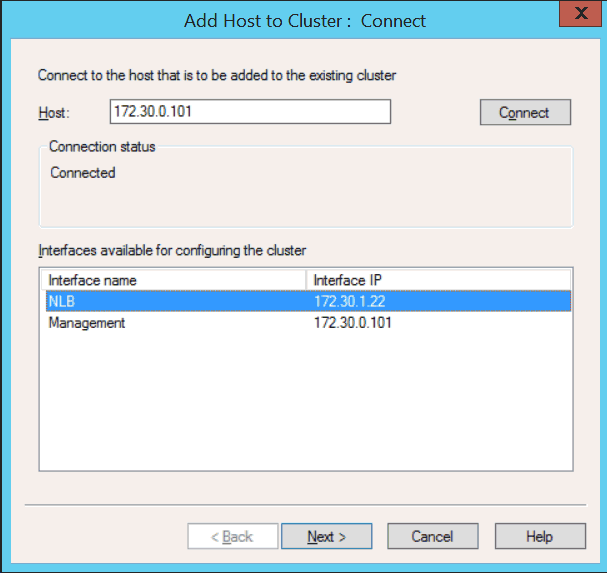 Add Host to Cluster : Connect
X
Connect to the host that is to be added to the existing cluster
Host: 172.30.0.101 Connect
Connection status
Connected
Interfaces available for configuring the cluster
Interface name Interface IP
NLB 172.30.1.22
Management 172.30.0.101
< Back Next > Cancel Help